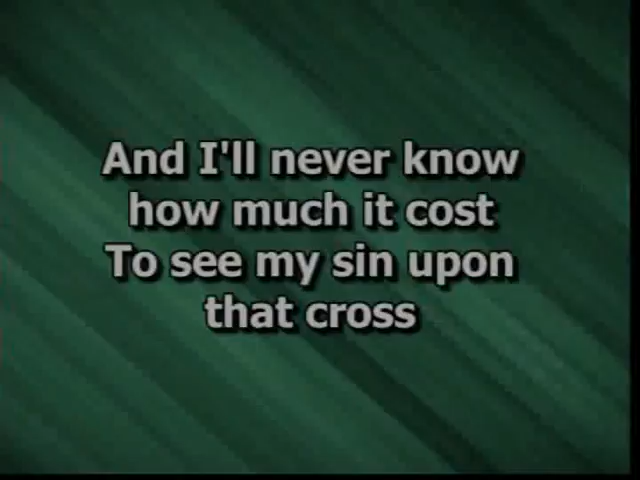 And I'll never know
how much it cost
To see my sin upon
that cross